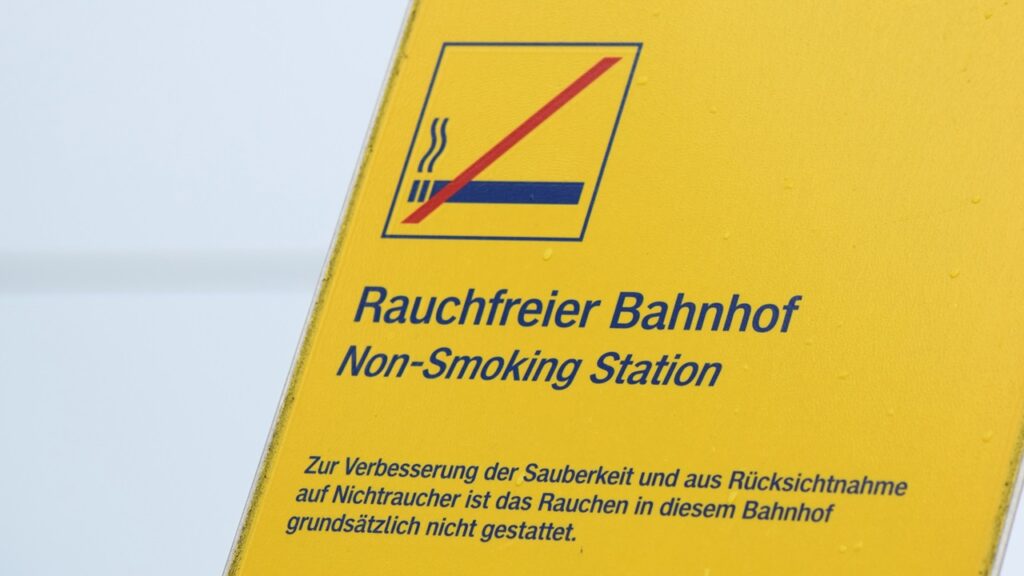 Rauchfreier Bahnhof
Non-Smoking Station
Zur Verbesserung der Sauberkeit und aus Rücksichtnahme
auf Nichtraucher ist das Rauchen in diesem Bahnhof
grundsätzlich nicht gestattet.